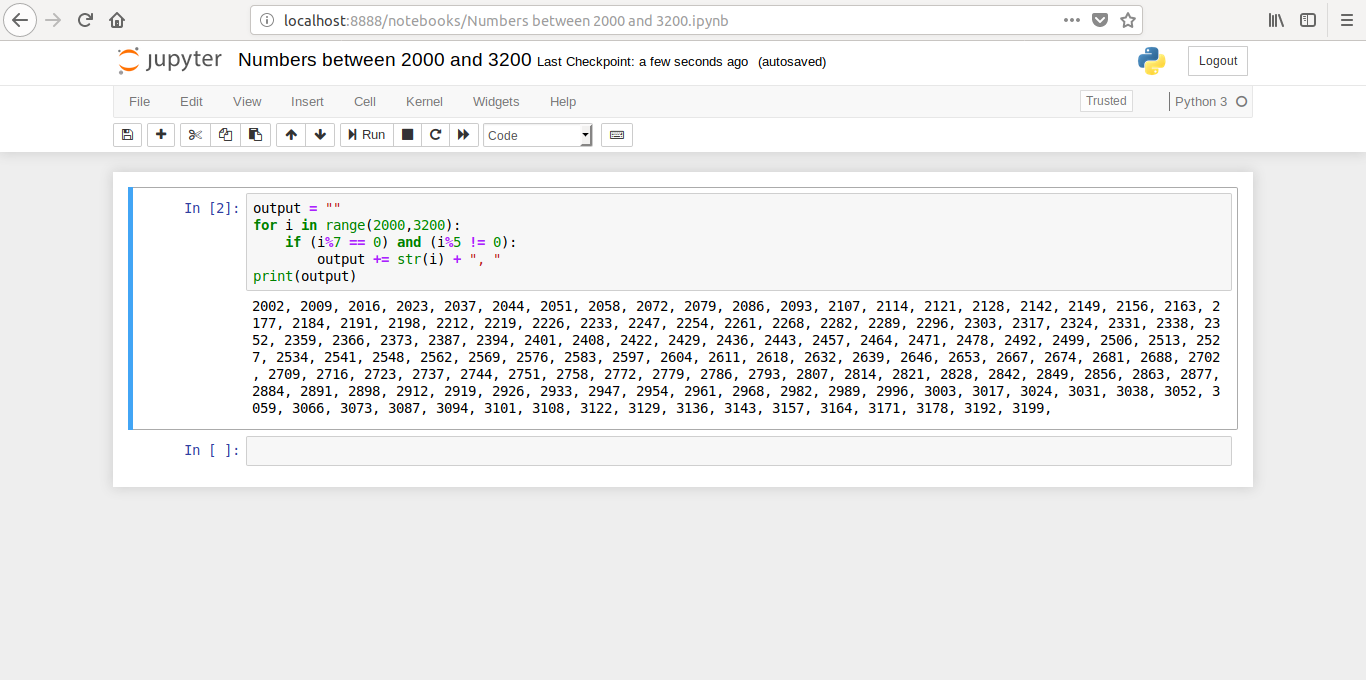 localhost:8888/notebooks/Numbers between 2000 and 3200.ipynb
jupyter Numbers between 2000 and 3200 Last Checkpoint: a few seconds ago (autosaved) Logout
File Edit View Insert Cell Kernel Widgets Help Trusted Python 3
Run Code
In [2]: output = ""
for i in range(2000,3200):
    if (i%7 == 0) and (i%5 != 0):
        output += str(i) + ", "
print(output)
2002, 2009, 2016, 2023, 2037, 2044, 2051, 2058, 2072, 2079, 2086, 2093, 2107, 2114, 2121, 2128, 2142, 2149, 2156, 2163, 2
177, 2184, 2191, 2198, 2212, 2219, 2226, 2233, 2247, 2254, 2261, 2268, 2282, 2289, 2296, 2303, 2317, 2324, 2331, 2338, 23
52, 2359, 2366, 2373, 2387, 2394, 2401, 2408, 2422, 2429, 2436, 2443, 2457, 2464, 2471, 2478, 2492, 2499, 2506, 2513, 252
7, 2534, 2541, 2548, 2562, 2569, 2576, 2583, 2597, 2604, 2611, 2618, 2632, 2639, 2646, 2653, 2667, 2674, 2681, 2688, 2702
, 2709, 2716, 2723, 2737, 2744, 2751, 2758, 2772, 2779, 2786, 2793, 2807, 2814, 2821, 2828, 2842, 2849, 2856, 2863, 2877,
2884, 2891, 2898, 2912, 2919, 2926, 2933, 2947, 2954, 2961, 2968, 2982, 2989, 2996, 3003, 3017, 3024, 3031, 3038, 3052, 3
059, 3066, 3073, 3087, 3094, 3101, 3108, 3122, 3129, 3136, 3143, 3157, 3164, 3171, 3178, 3192, 3199,
In [ ]: